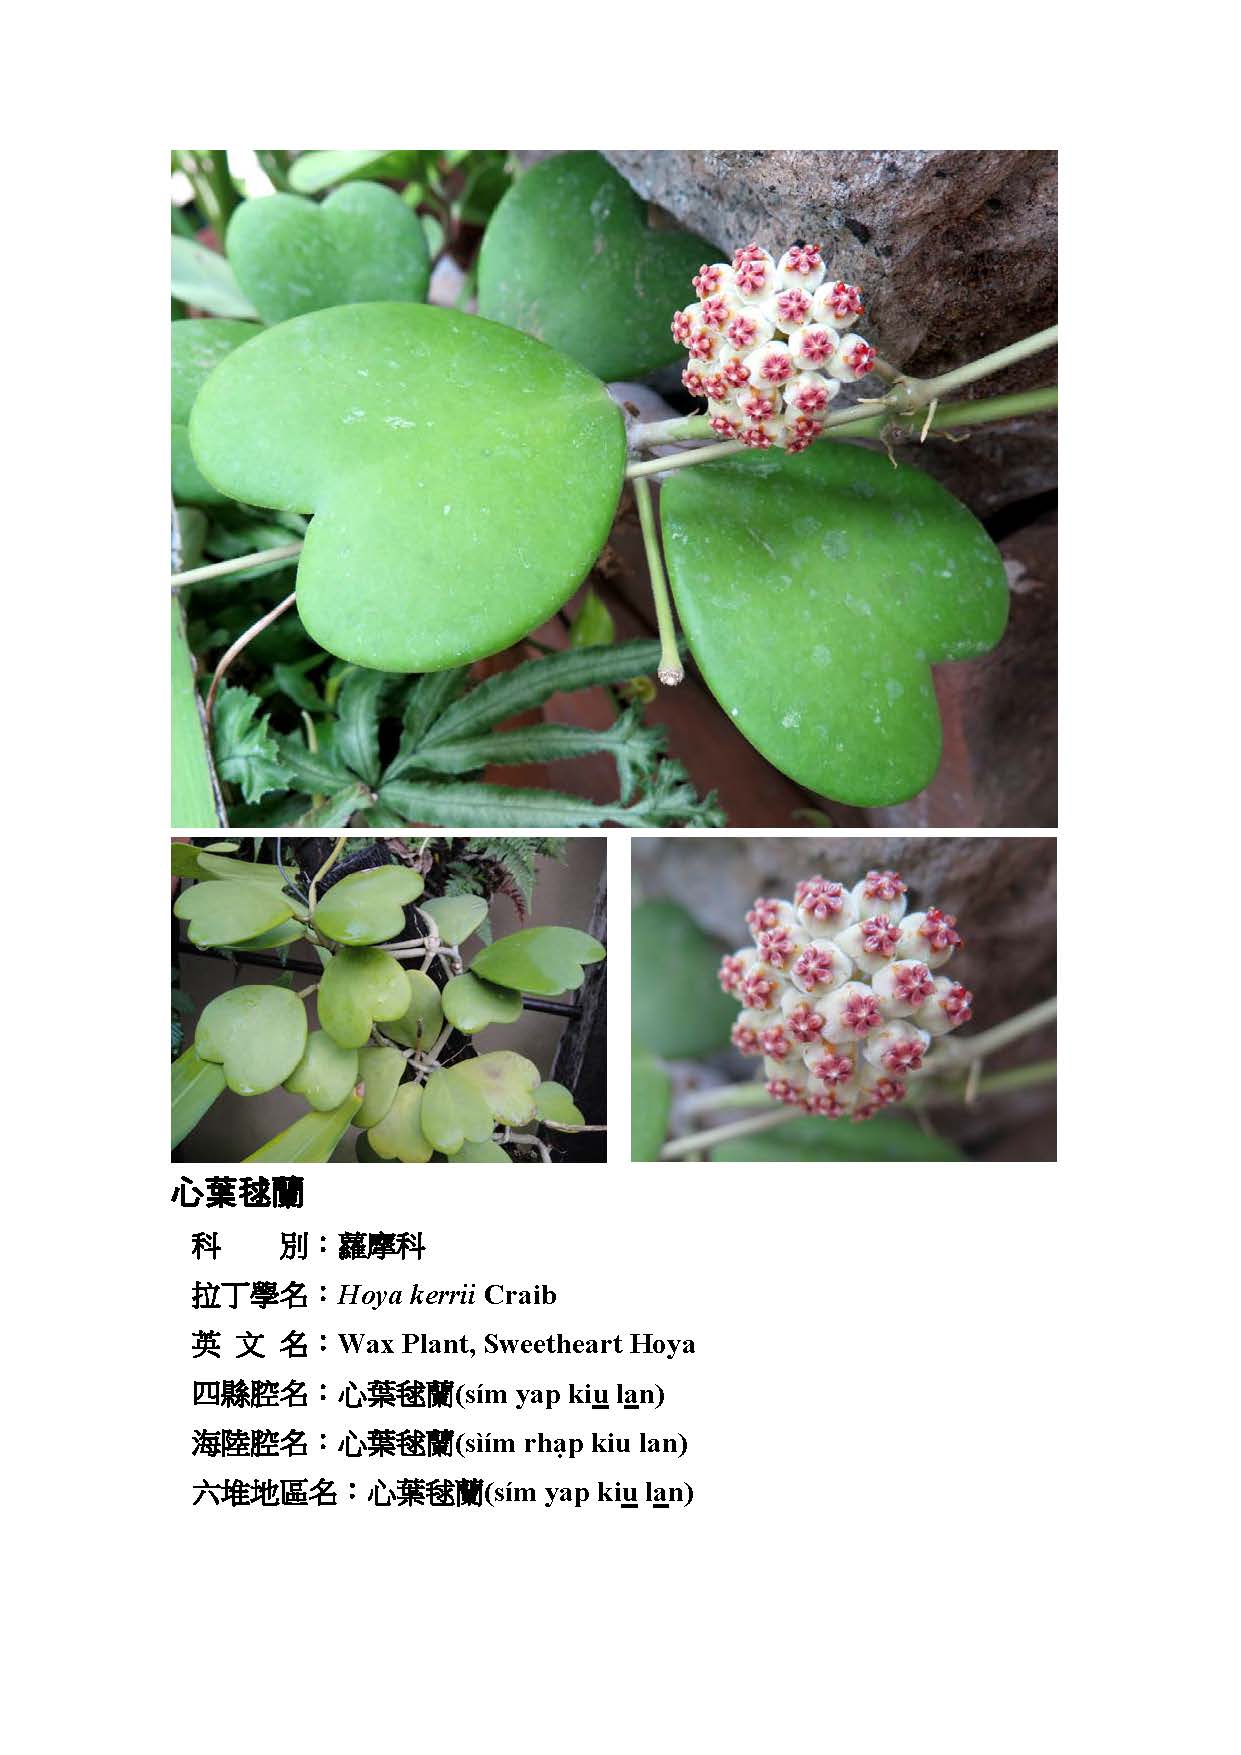 心葉毬蘭
科　　別：蘿摩科
拉丁學名：Hoya kerrii Craib
英 文 名：Wax Plant, Sweetheart Hoya
四縣腔名：心葉毬蘭(sím yap kiu̲ la̲n)
海陸腔名：心葉毬蘭(sìím rhạp kiu lan)
六堆地區名：心葉毬蘭(sím yap kiu̲ la̲n)